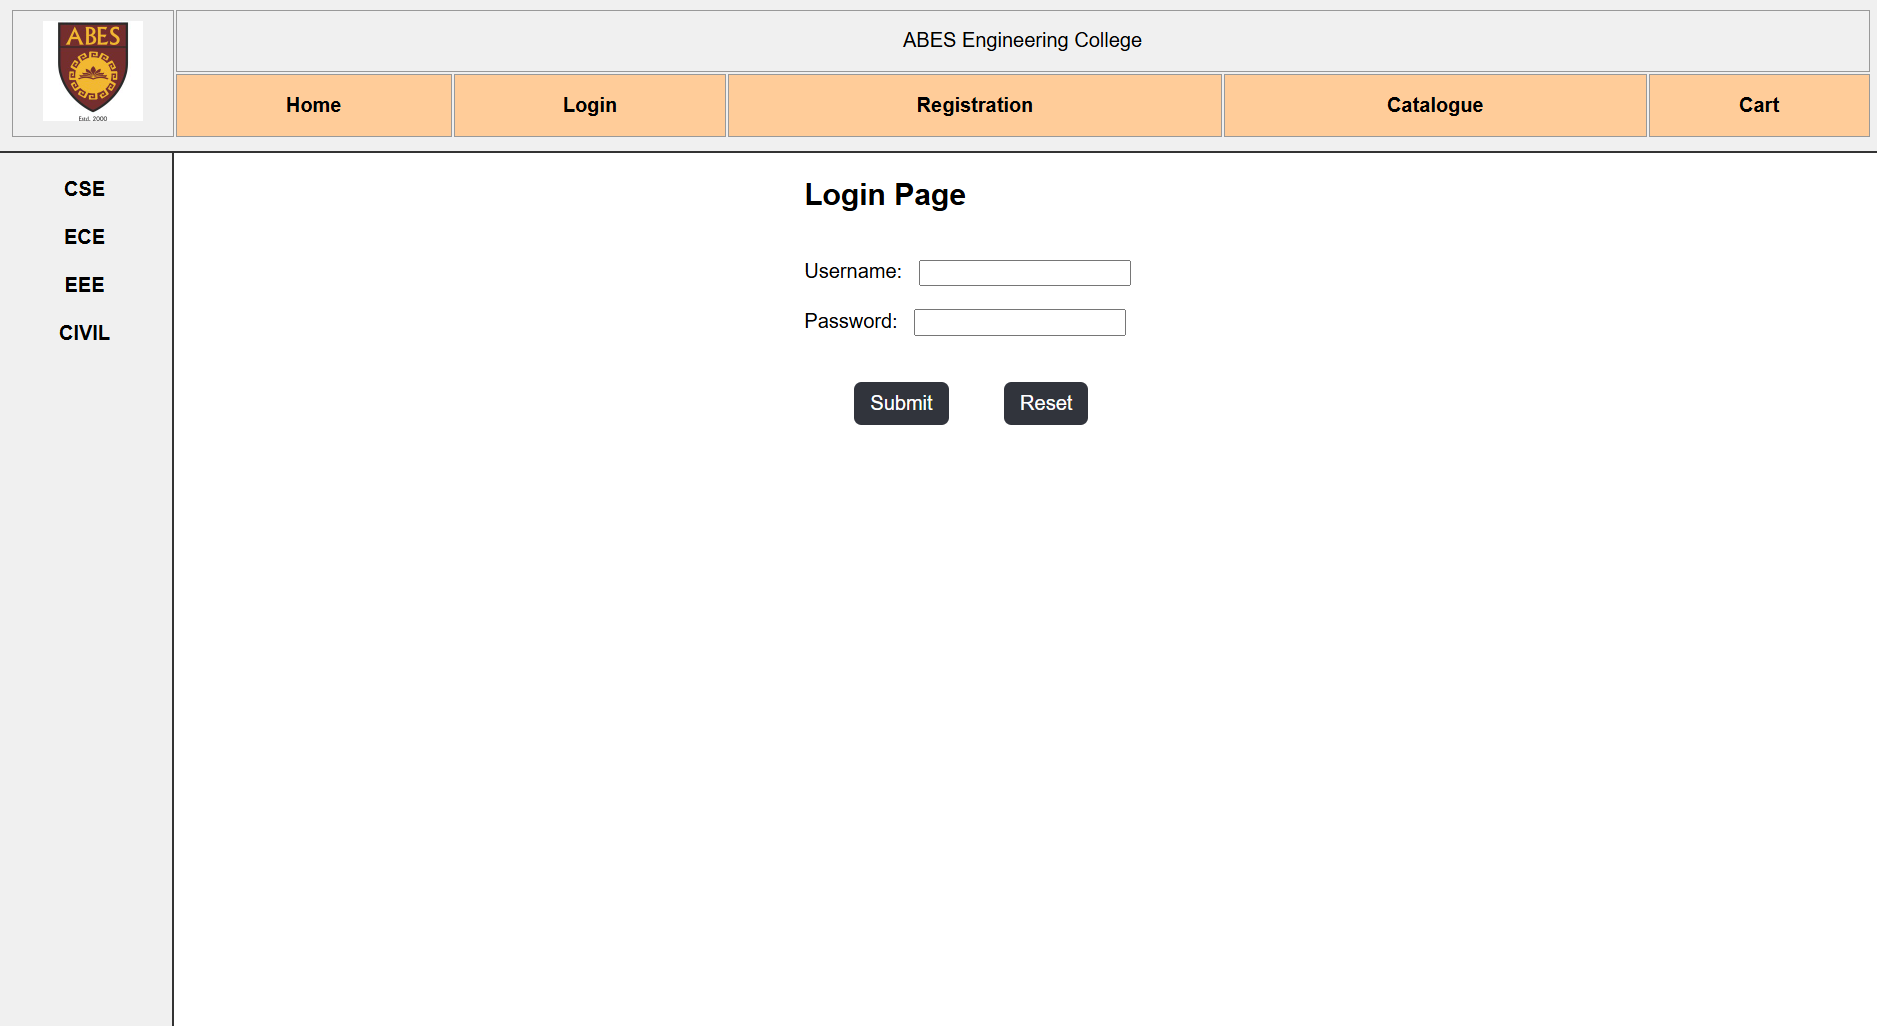 ABES
Estd. 2000
ABES Engineering College
Home Login Registration Catalogue Cart
CSE
ECE
EEE
CIVIL
Login Page
Username:
Password:
Submit Reset